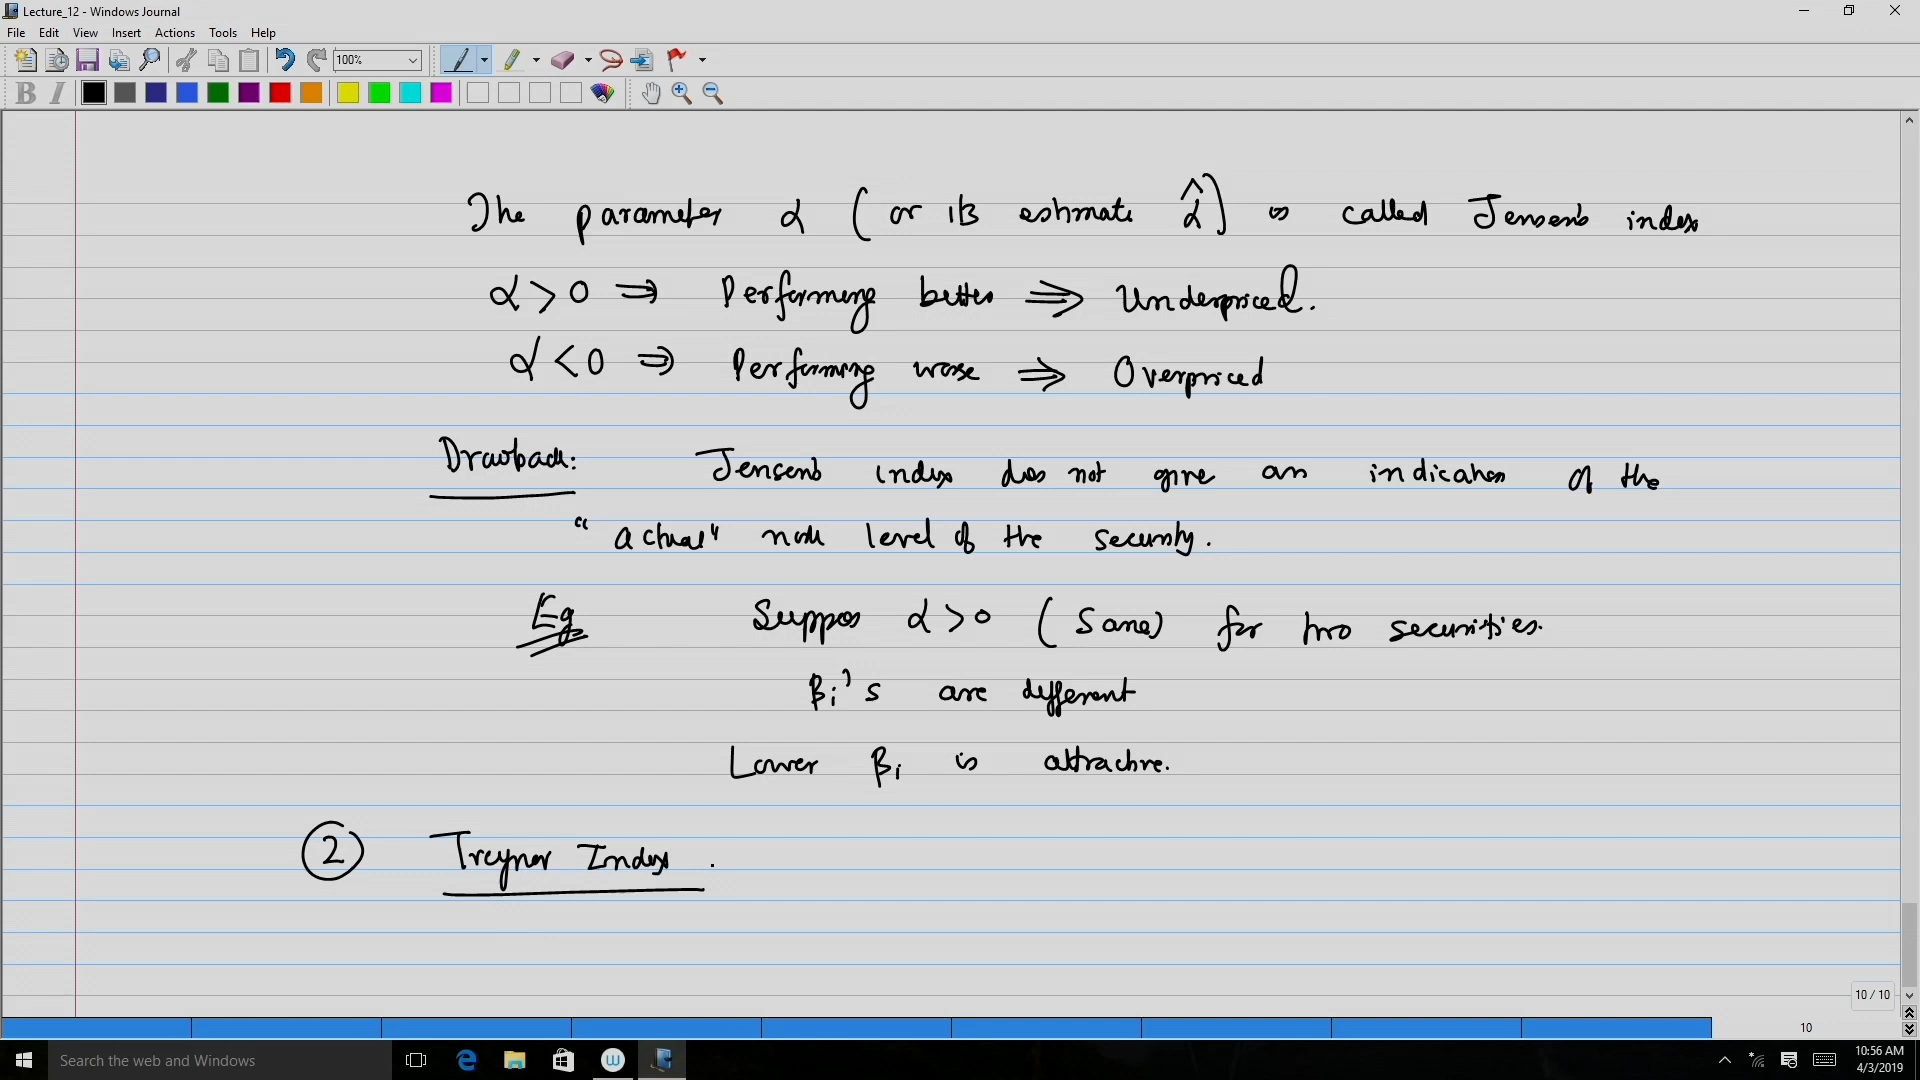 Lecture_12 - Windows Journal
File Edit View Insert Actions Tools Help
100%
B I
The parameter α (or its estimate α̂) is called Jensen's index
α > 0 ⇒ Performing better ⇒ Underpriced.
α < 0 ⇒ Performing worse ⇒ Overpriced
Drawback: Jensen's index does not give an indication of the
"actual" risk level of the security.
Eg Suppose α > 0 (Same) for two securities.
βi's are different
Lower βi is attractive.
2 Treynor Index .
10 / 10
10
Search the web and Windows
10:56 AM
4/3/2019